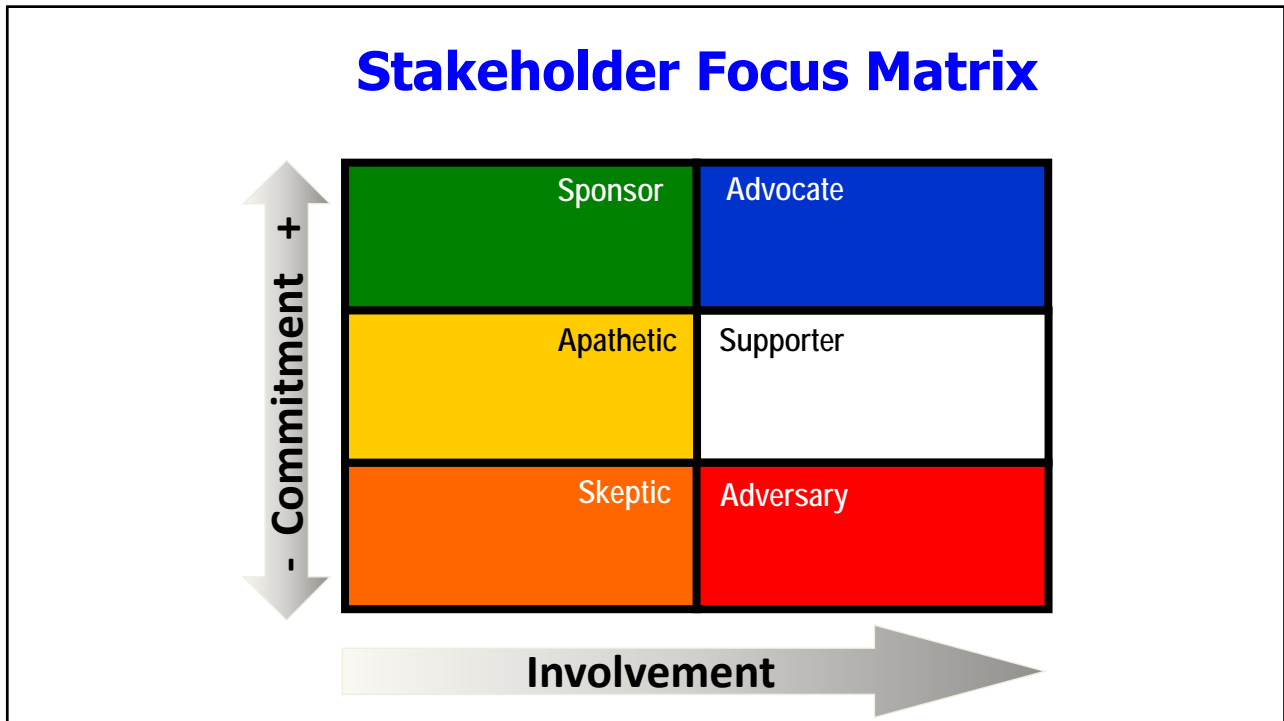 Stakeholder Focus Matrix
Sponsor
Advocate
Apathetic
Supporter
Skeptic
Adversary
- Commitment +
Involvement